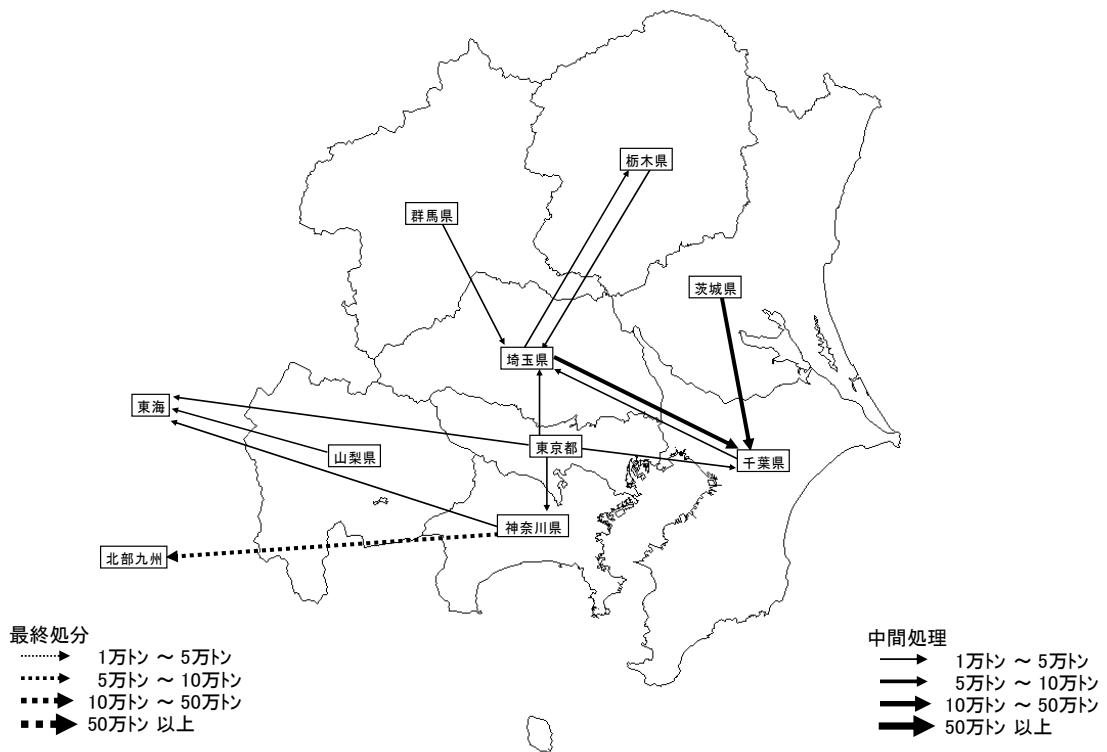 栃木県
群馬県
茨城県
埼玉県
東海
東京都
山梨県
千葉県
神奈川県
北部九州
最終処分
1万トン ～ 5万トン
5万トン ～ 10万トン
10万トン ～ 50万トン
50万トン 以上
中間処理
1万トン ～ 5万トン
5万トン ～ 10万トン
10万トン ～ 50万トン
50万トン 以上